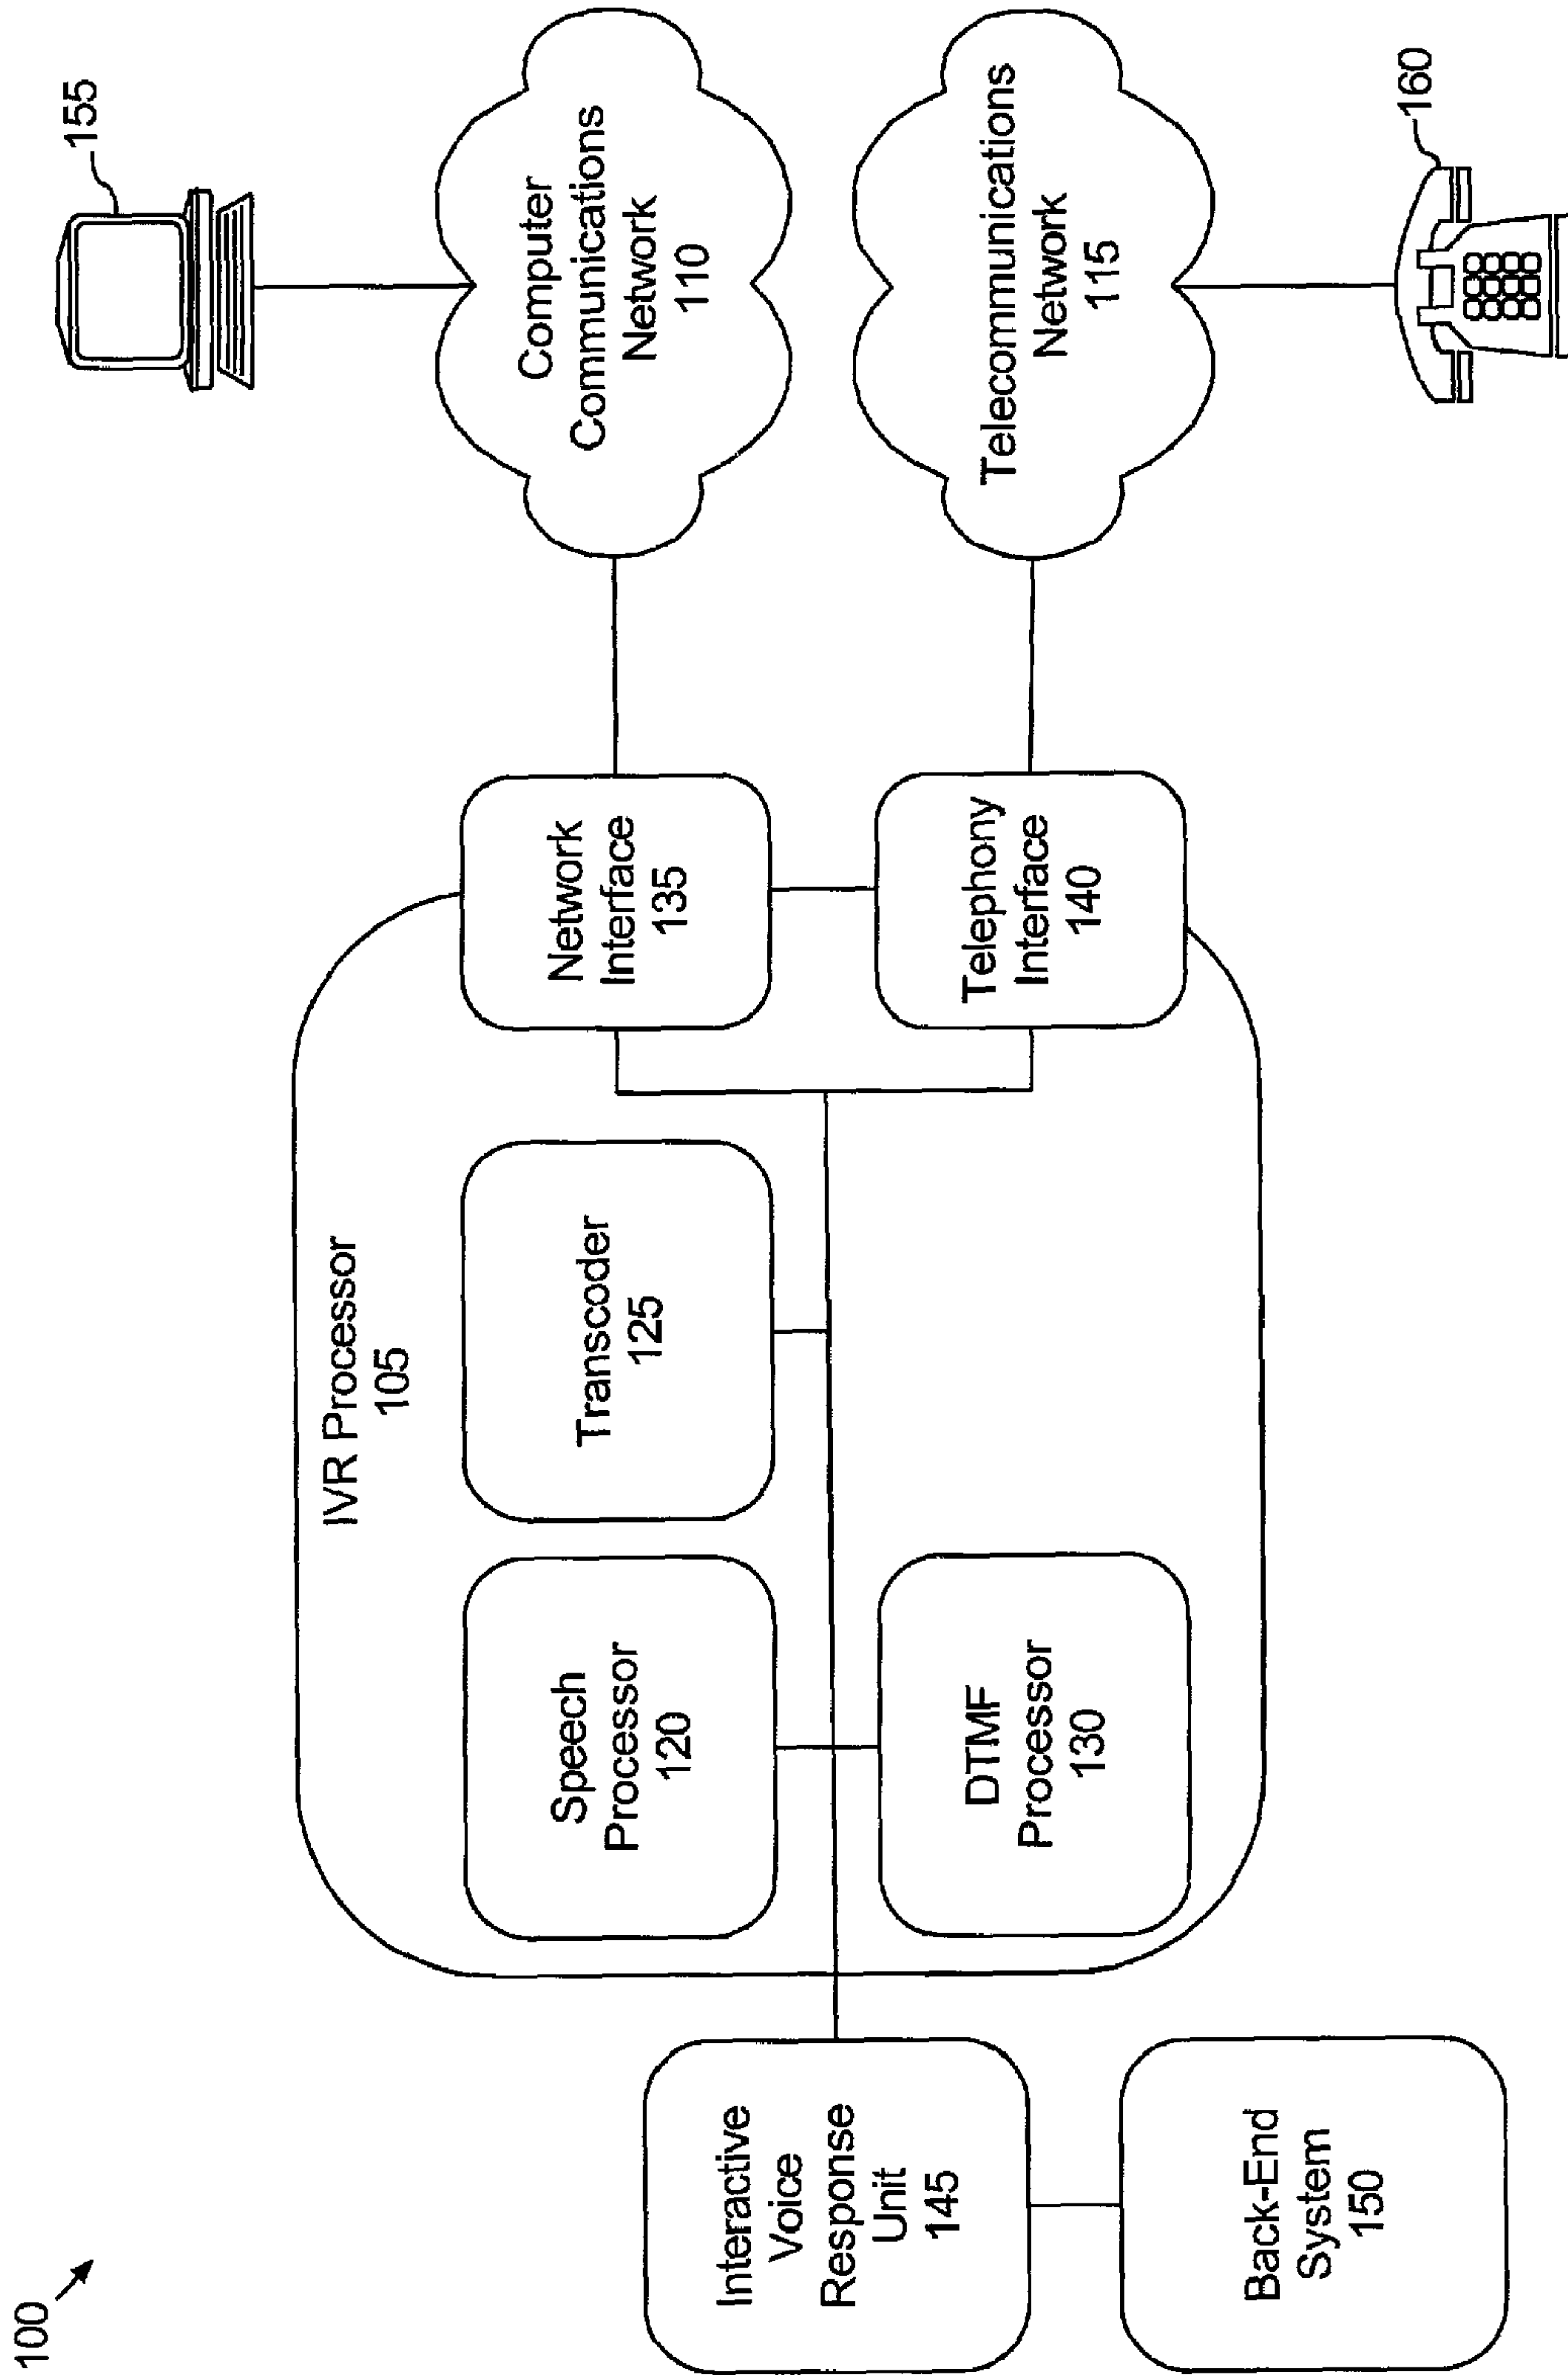 100
155
Computer
Communications
Network
110
Telecommunications
Network
115
160
Network
Interface
135
Telephony
Interface
140
IVR Processor
105
Transcoder
125
Speech
Processor
120
DTMF
Processor
130
Interactive
Voice
Response
Unit
145
Back-End
System
150